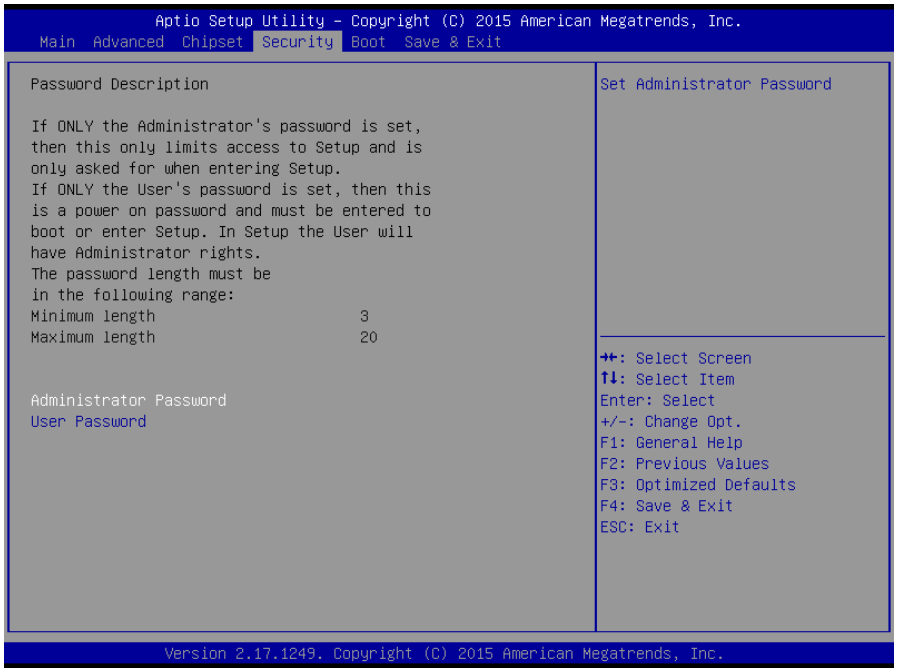 Aptio Setup Utility – Copyright (C) 2015 American Megatrends, Inc.
Main Advanced Chipset Security Boot Save & Exit
Password Description
If ONLY the Administrator's password is set,
then this only limits access to Setup and is
only asked for when entering Setup.
If ONLY the User's password is set, then this
is a power on password and must be entered to
boot or enter Setup. In Setup the User will
have Administrator rights.
The password length must be
in the following range:
Minimum length 3
Maximum length 20
Administrator Password
User Password
Set Administrator Password
→←: Select Screen
↑↓: Select Item
Enter: Select
+/-: Change Opt.
F1: General Help
F2: Previous Values
F3: Optimized Defaults
F4: Save & Exit
ESC: Exit
Version 2.17.1249. Copyright (C) 2015 American Megatrends, Inc.